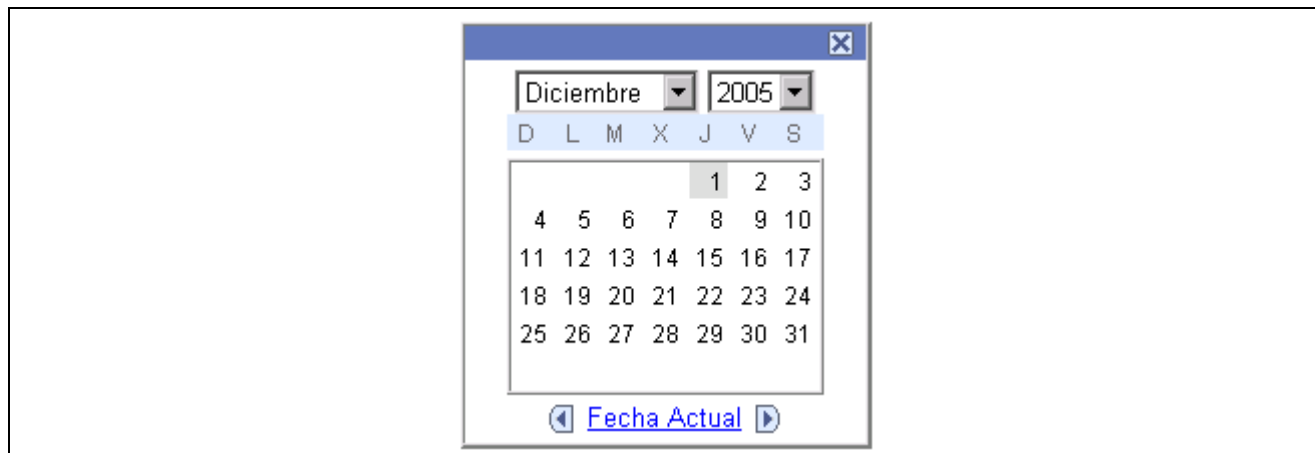 Diciembre 2005
D L M X J V S
1 2 3
4 5 6 7 8 9 10
11 12 13 14 15 16 17
18 19 20 21 22 23 24
25 26 27 28 29 30 31
Fecha Actual